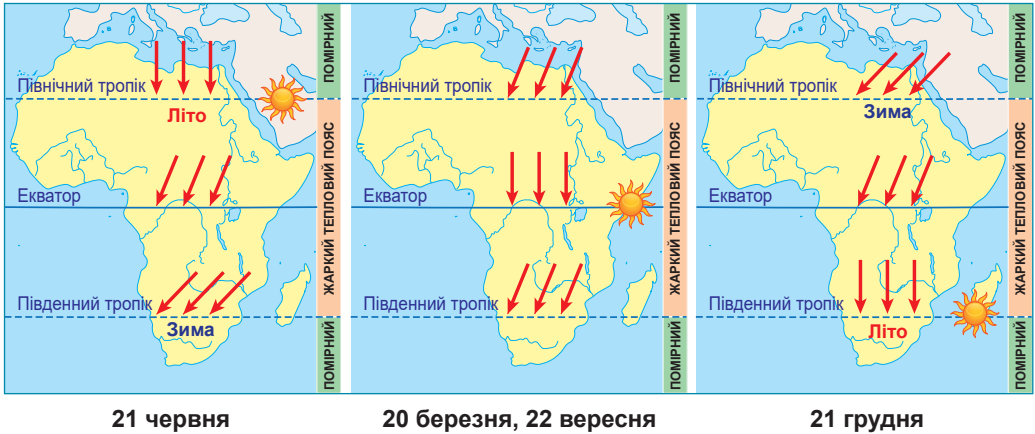 Північний тропік
Літо
Екватор
Південний тропік
Зима
ПОМІРНИЙ
ЖАРКИЙ ТЕПЛОВИЙ ПОЯС
ПОМІРНИЙ
21 червня
Північний тропік
Екватор
Південний тропік
ПОМІРНИЙ
ЖАРКИЙ ТЕПЛОВИЙ ПОЯС
ПОМІРНИЙ
20 березня, 22 вересня
Північний тропік
Зима
Екватор
Південний тропік
Літо
ПОМІРНИЙ
ЖАРКИЙ ТЕПЛОВИЙ ПОЯС
ПОМІРНИЙ
21 грудня